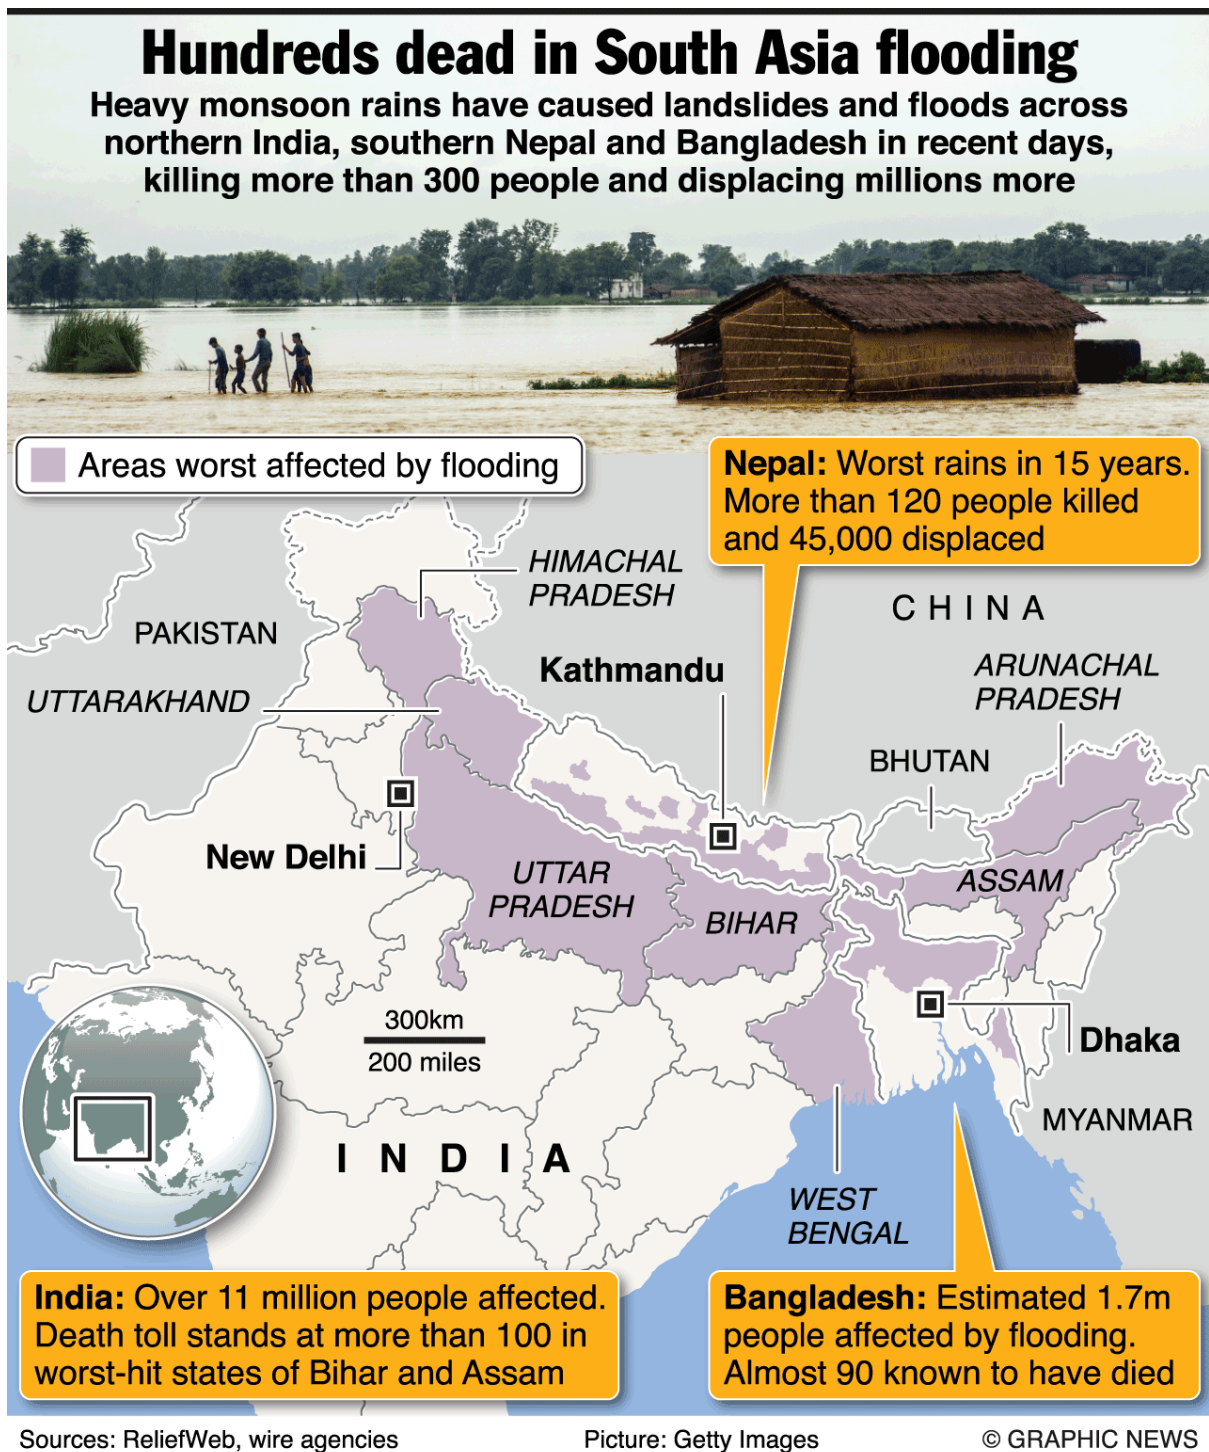 Hundreds dead in South Asia flooding
Heavy monsoon rains have caused landslides and floods across
northern India, southern Nepal and Bangladesh in recent days,
killing more than 300 people and displacing millions more
Areas worst affected by flooding
Nepal: Worst rains in 15 years.
More than 120 people killed
and 45,000 displaced
HIMACHAL
PRADESH
CHINA
PAKISTAN
Kathmandu
ARUNACHAL
PRADESH
UTTARAKHAND
BHUTAN
New Delhi
UTTAR
PRADESH
ASSAM
BIHAR
300km
200 miles
Dhaka
MYANMAR
INDIA
WEST
BENGAL
India: Over 11 million people affected.
Death toll stands at more than 100 in
worst-hit states of Bihar and Assam
Bangladesh: Estimated 1.7m
people affected by flooding.
Almost 90 known to have died
Sources: ReliefWeb, wire agencies
Picture: Getty Images
© GRAPHIC NEWS